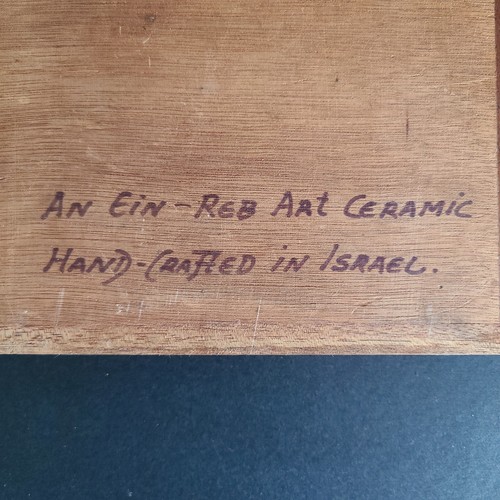 An Ein-Reb Art Ceramic
Hand-Crafted in Israel.